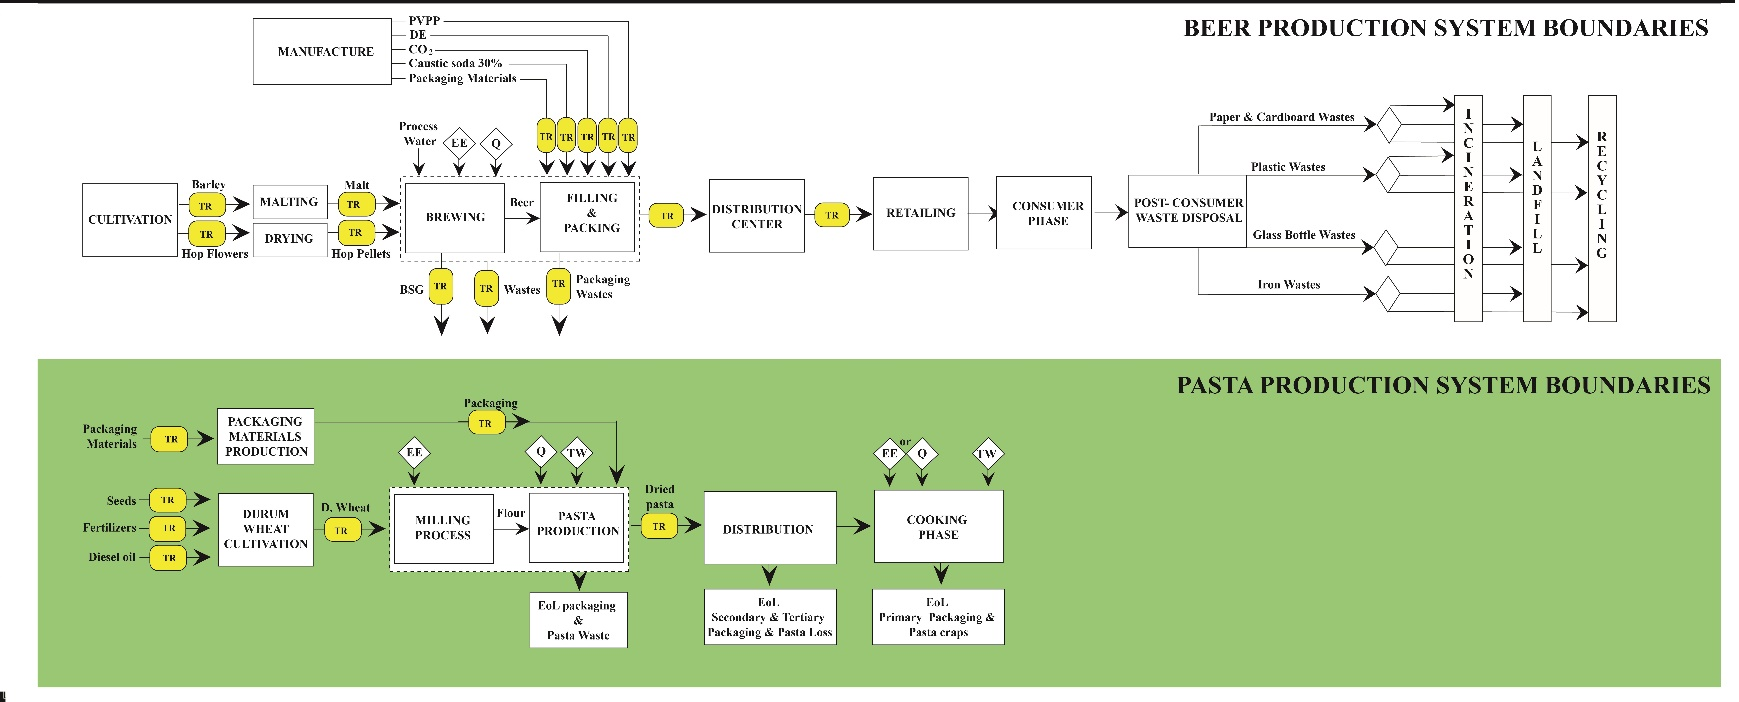 BEER PRODUCTION SYSTEM BOUNDARIES
PVPP
DE
CO2
Caustic soda 30%
Packaging Materials
MANUFACTURE
TR TR TR TR TR
Process
Water
EE
Q
CULTIVATION
Barley
TR
Hop Flowers
TR
MALTING
DRYING
Malt
TR
Hop Pellets
TR
BREWING
Beer
FILLING
&
PACKING
TR
DISTRIBUTION
CENTER
TR
RETAILING
CONSUMER
PHASE
POST- CONSUMER
WASTE DISPOSAL
BSG
TR
TR
Wastes
TR
Packaging
Wastes
Paper & Cardboard Wastes
Plastic Wastes
Glass Bottle Wastes
Iron Wastes
INCINERATION
LANDFILL
RECYCLING
PASTA PRODUCTION SYSTEM BOUNDARIES
Packaging
Materials
TR
PACKAGING
MATERIALS
PRODUCTION
Packaging
TR
Seeds
TR
Fertilizers
TR
Diesel oil
TR
DURUM
WHEAT
CULTIVATION
D, Wheat
TR
EE
Q
TW
MILLING
PROCESS
Flour
PASTA
PRODUCTION
Dried
pasta
TR
DISTRIBUTION
EE
or
Q
TW
COOKING
PHASE
EoL packaging
&
Pasta Waste
EoL
Secondary & Tertiary
Packaging & Pasta Loss
EoL
Primary Packaging &
Pasta craps